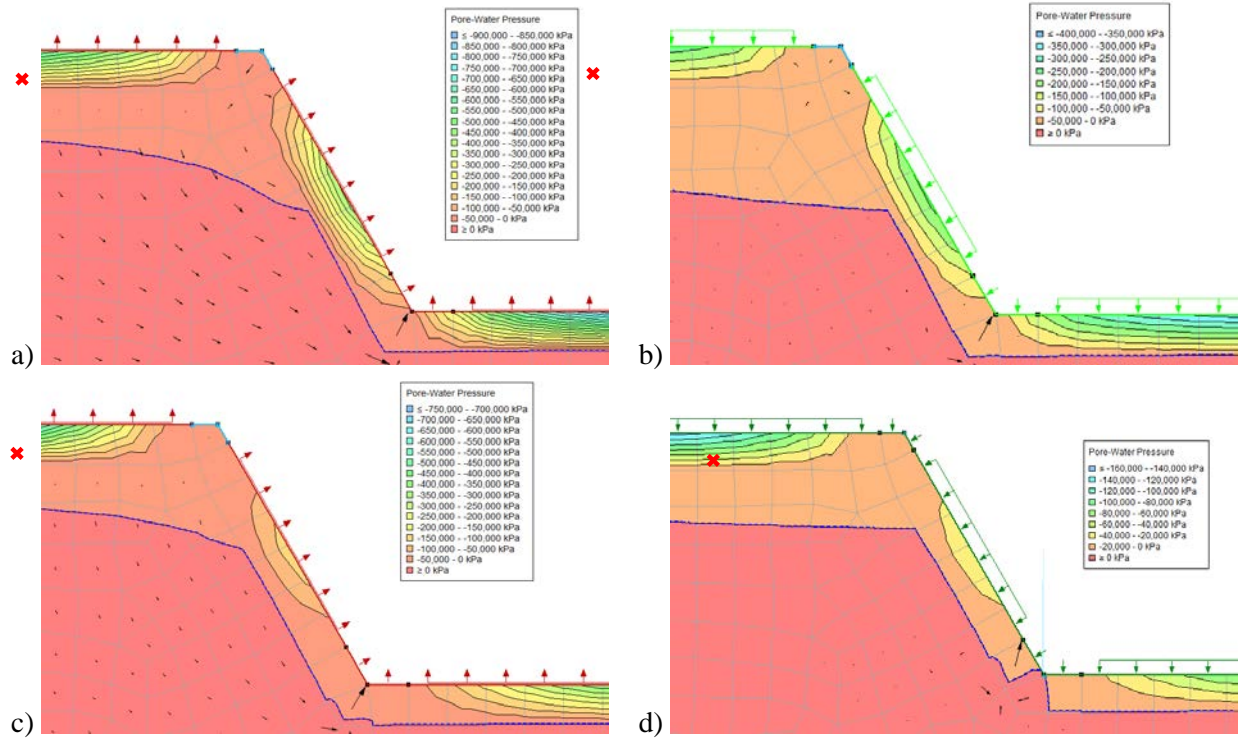 Pore-Water Pressure
≤ -900,000 - -850,000 kPa
-850,000 - -800,000 kPa
-800,000 - -750,000 kPa
-750,000 - -700,000 kPa
-700,000 - -650,000 kPa
-650,000 - -600,000 kPa
-600,000 - -550,000 kPa
-550,000 - -500,000 kPa
-500,000 - -450,000 kPa
-450,000 - -400,000 kPa
-400,000 - -350,000 kPa
-350,000 - -300,000 kPa
-300,000 - -250,000 kPa
-250,000 - -200,000 kPa
-200,000 - -150,000 kPa
-150,000 - -100,000 kPa
-100,000 - -50,000 kPa
-50,000 - 0 kPa
≥ 0 kPa
a)
Pore-Water Pressure
≤ -400,000 - -350,000 kPa
-350,000 - -300,000 kPa
-300,000 - -250,000 kPa
-250,000 - -200,000 kPa
-200,000 - -150,000 kPa
-150,000 - -100,000 kPa
-100,000 - -50,000 kPa
-50,000 - 0 kPa
≥ 0 kPa
b)
Pore-Water Pressure
≤ -750,000 - -700,000 kPa
-700,000 - -650,000 kPa
-650,000 - -600,000 kPa
-600,000 - -550,000 kPa
-550,000 - -500,000 kPa
-500,000 - -450,000 kPa
-450,000 - -400,000 kPa
-400,000 - -350,000 kPa
-350,000 - -300,000 kPa
-300,000 - -250,000 kPa
-250,000 - -200,000 kPa
-200,000 - -150,000 kPa
-150,000 - -100,000 kPa
-100,000 - -50,000 kPa
-50,000 - 0 kPa
≥ 0 kPa
c)
Pore-Water Pressure
≤ -160,000 - -140,000 kPa
-140,000 - -120,000 kPa
-120,000 - -100,000 kPa
-100,000 - -80,000 kPa
-80,000 - -60,000 kPa
-60,000 - -40,000 kPa
-40,000 - -20,000 kPa
-20,000 - 0 kPa
≥ 0 kPa
d)